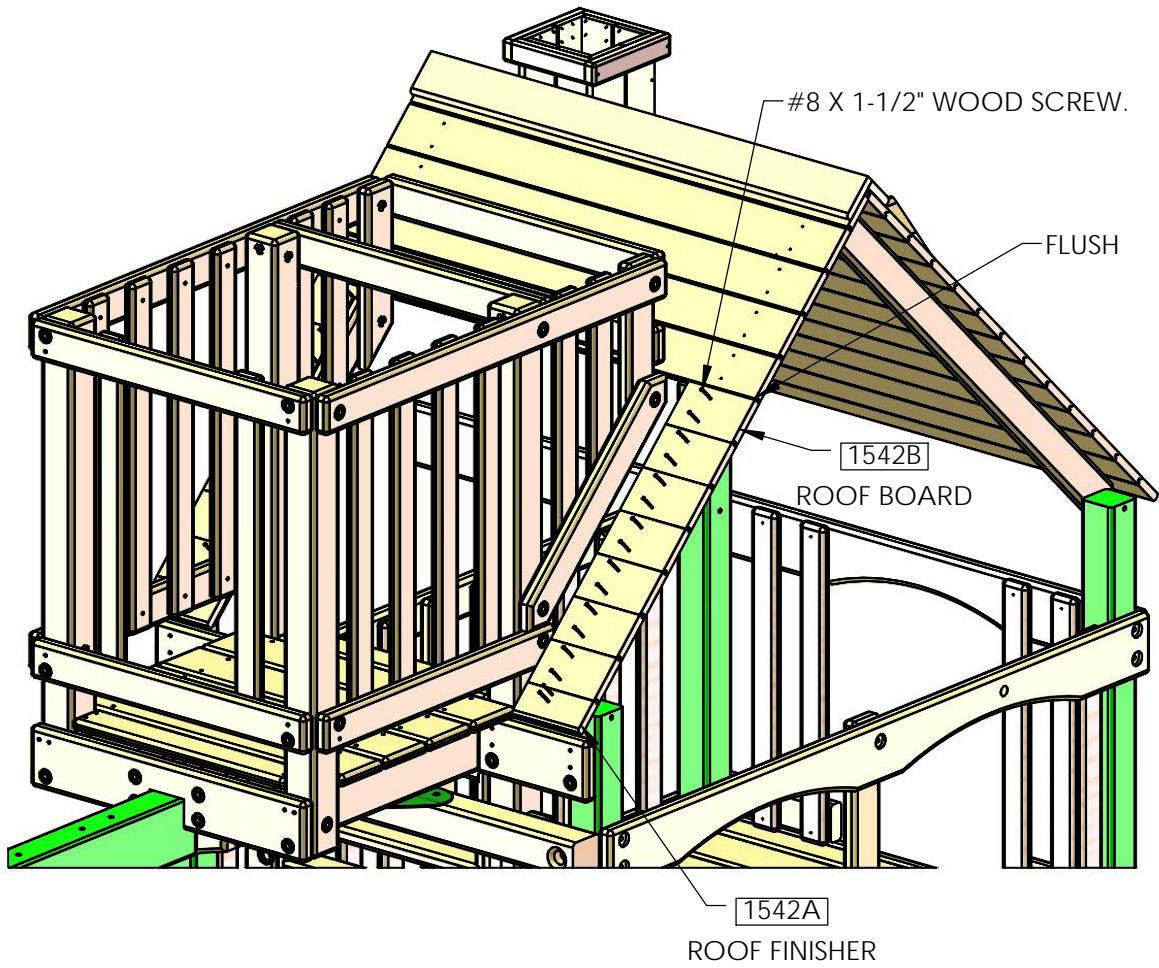 #8 X 1-1/2" WOOD SCREW.
FLUSH
1542B
ROOF BOARD
1542A
ROOF FINISHER